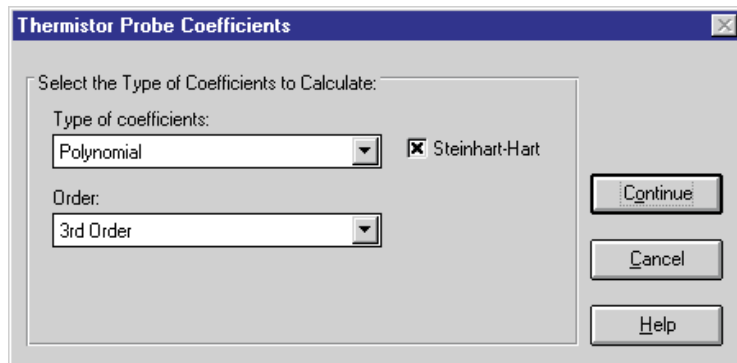 Thermistor Probe Coefficients
Select the Type of Coefficients to Calculate:
Type of coefficients:
Polynomial
Steinhart-Hart
Order:
3rd Order
Continue
Cancel
Help